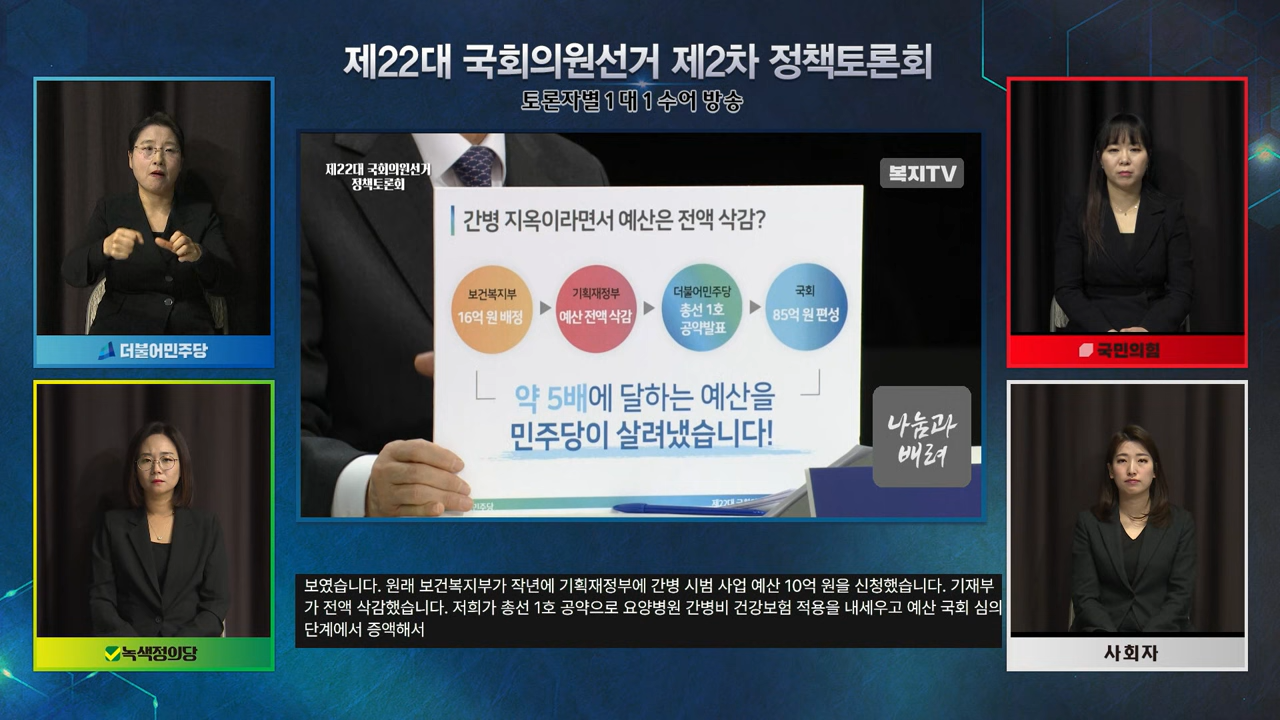 제22대 국회의원선거 제2차 정책토론회
토론자별 1대1 수어 방송
더불어민주당
녹색정의당
제22대 국회의원선거
정책토론회
복지TV
간병 지옥이라면서 예산은 전액 삭감?
보건복지부
16억 원 배정
기획재정부
예산 전액 삭감
더불어민주당
총선 1호
공약발표
국회
85억 원 편성
약 5배에 달하는 예산을
민주당이 살려냈습니다!
나눔과
배려
민주당
제22대 국회
국민의힘
사회자
보였습니다. 원래 보건복지부가 작년에 기획재정부에 간병 시범 사업 예산 10억 원을 신청했습니다. 기재부
가 전액 삭감했습니다. 저희가 총선 1호 공약으로 요양병원 간병비 건강보험 적용을 내세우고 예산 국회 심의
단계에서 증액해서